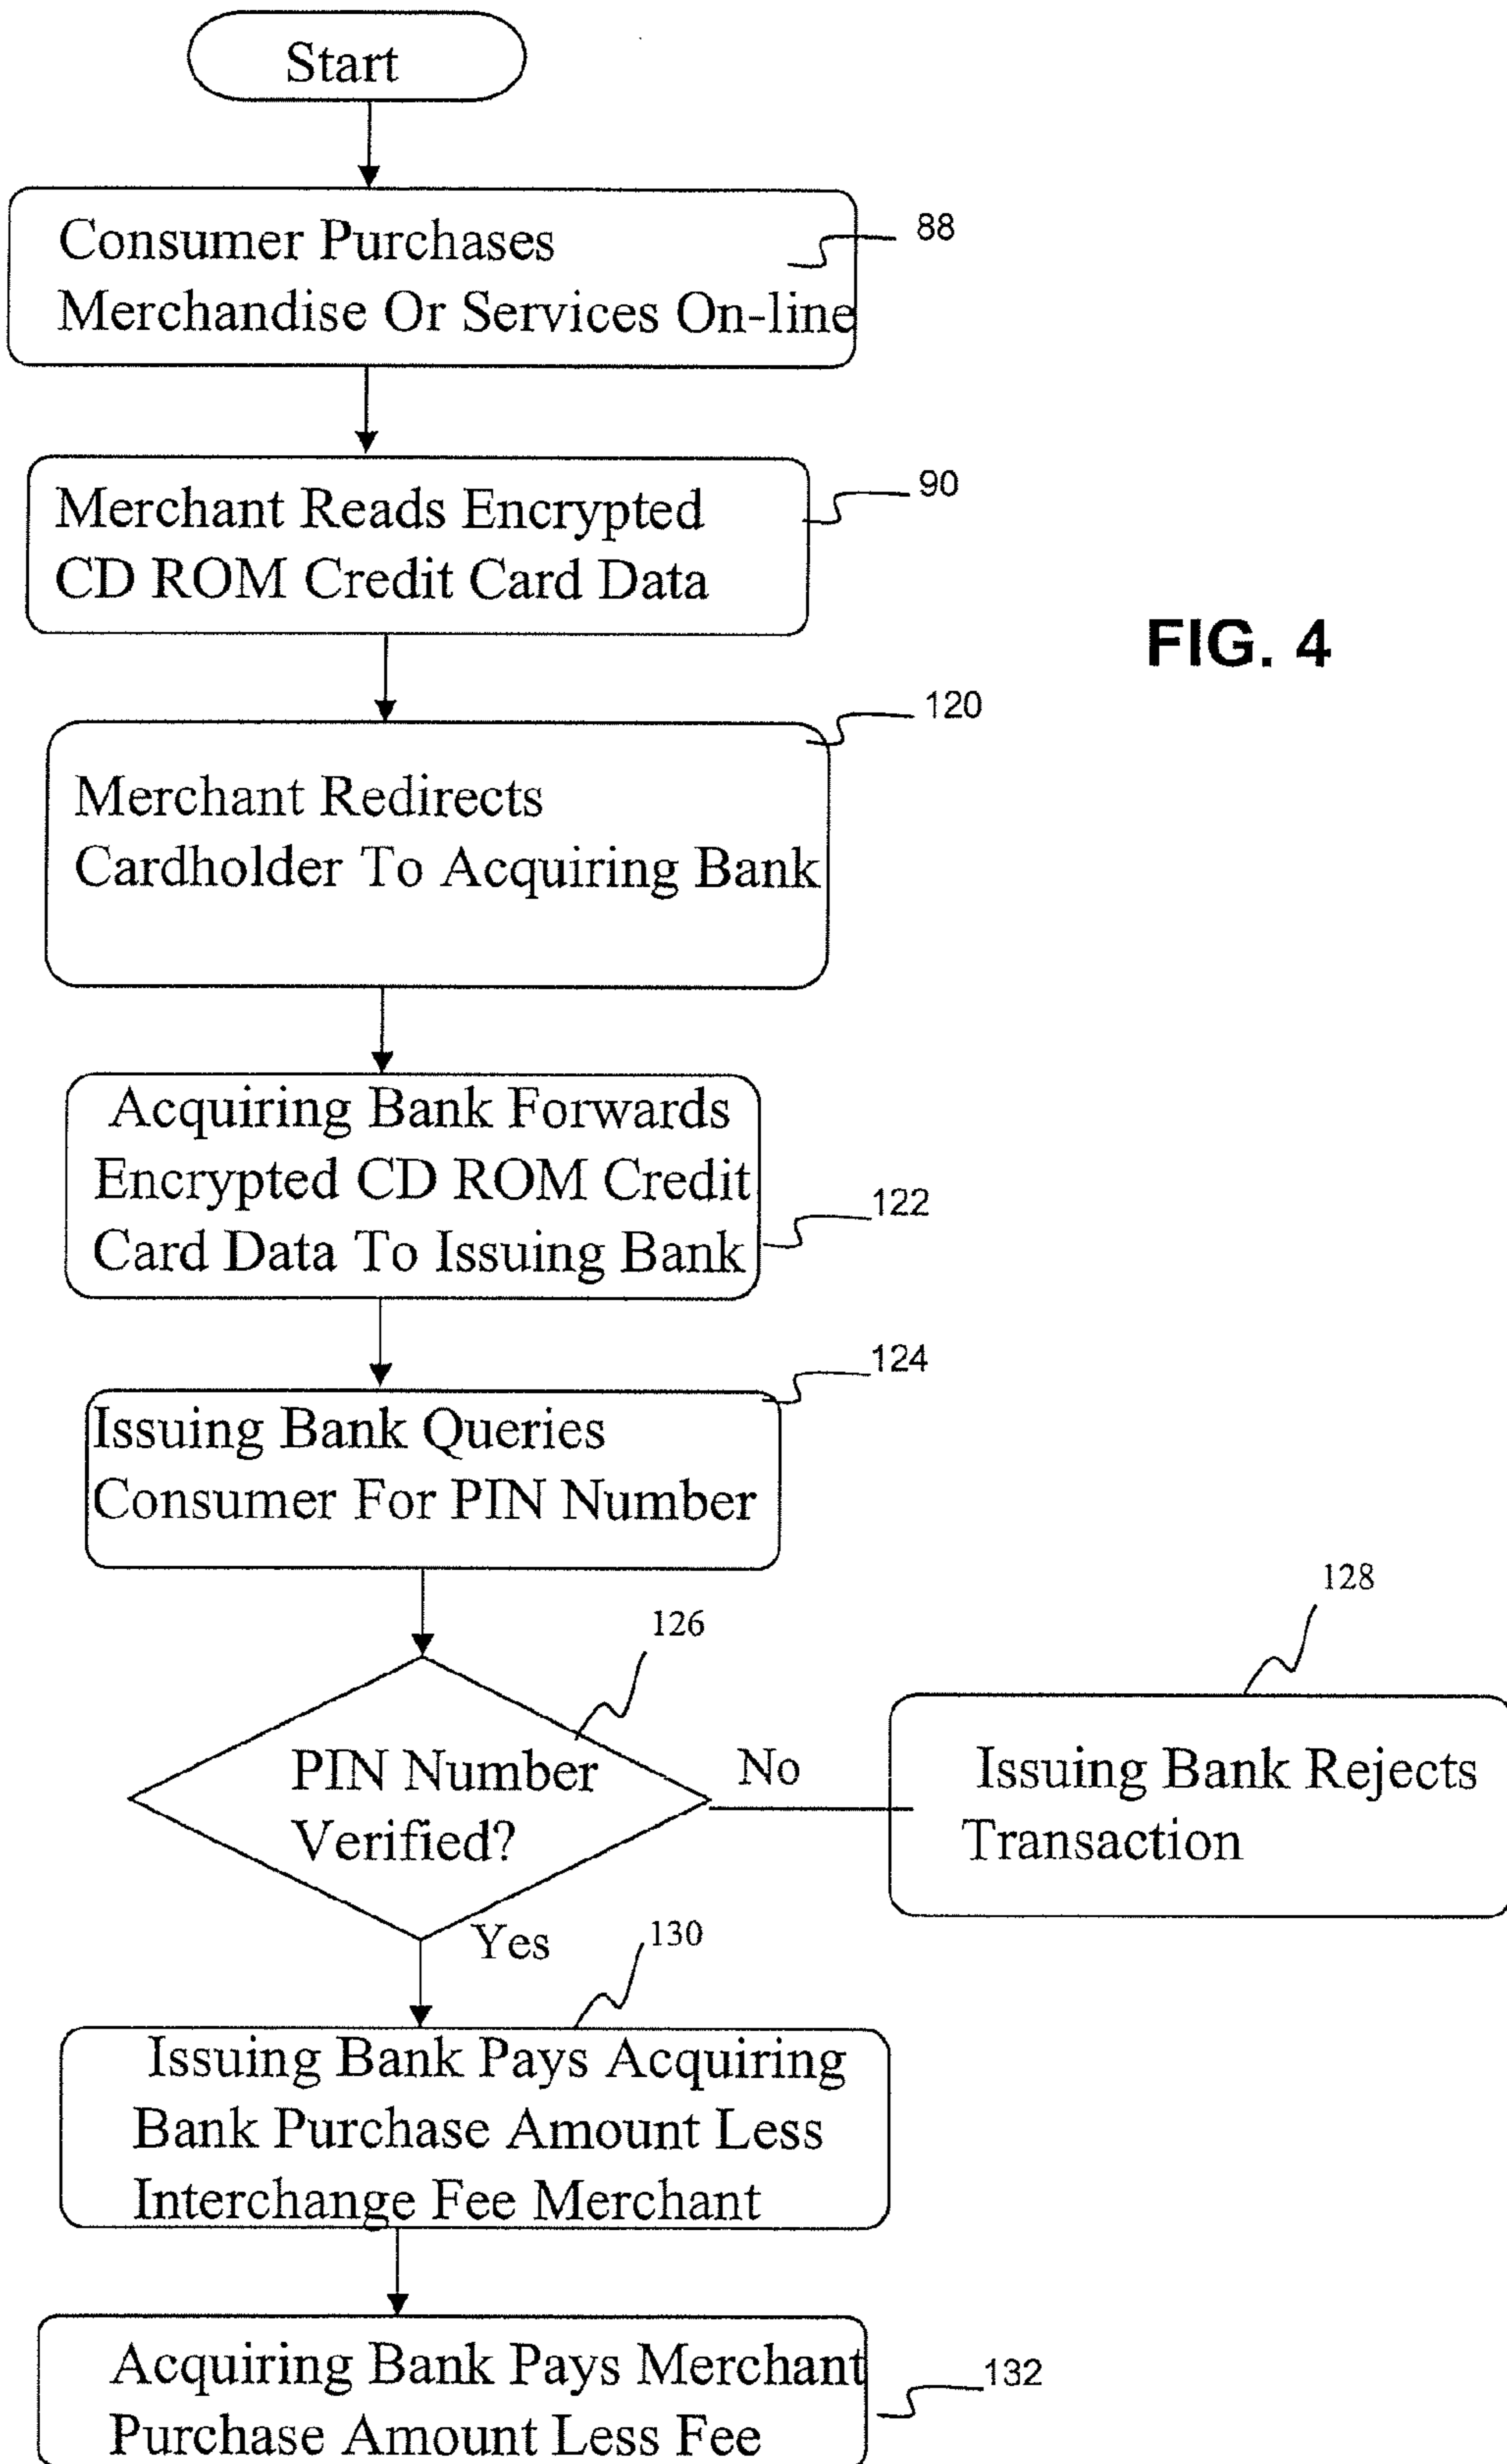 Start
Consumer Purchases
Merchandise Or Services On-line
88
Merchant Reads Encrypted
CD ROM Credit Card Data
90
FIG. 4
120
Merchant Redirects
Cardholder To Acquiring Bank
Acquiring Bank Forwards
Encrypted CD ROM Credit
Card Data To Issuing Bank
122
124
Issuing Bank Queries
Consumer For PIN Number
126
128
PIN Number
Verified?
No
Issuing Bank Rejects
Transaction
Yes
130
Issuing Bank Pays Acquiring
Bank Purchase Amount Less
Interchange Fee Merchant
Acquiring Bank Pays Merchant
Purchase Amount Less Fee
132